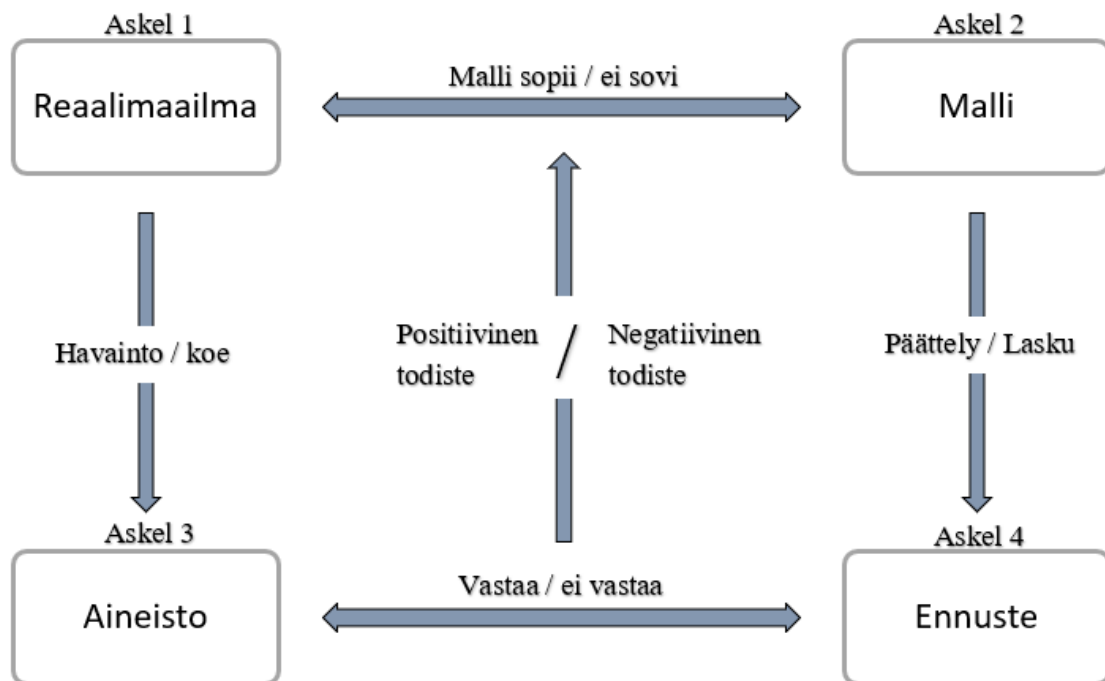 Askel 1
Askel 2
Reaalimaailma
Malli sopii / ei sovi
Malli
Havainto / koe
Positiivinen
todiste
/
Negatiivinen
todiste
Päättely / Lasku
Askel 3
Askel 4
Aineisto
Vastaa / ei vastaa
Ennuste